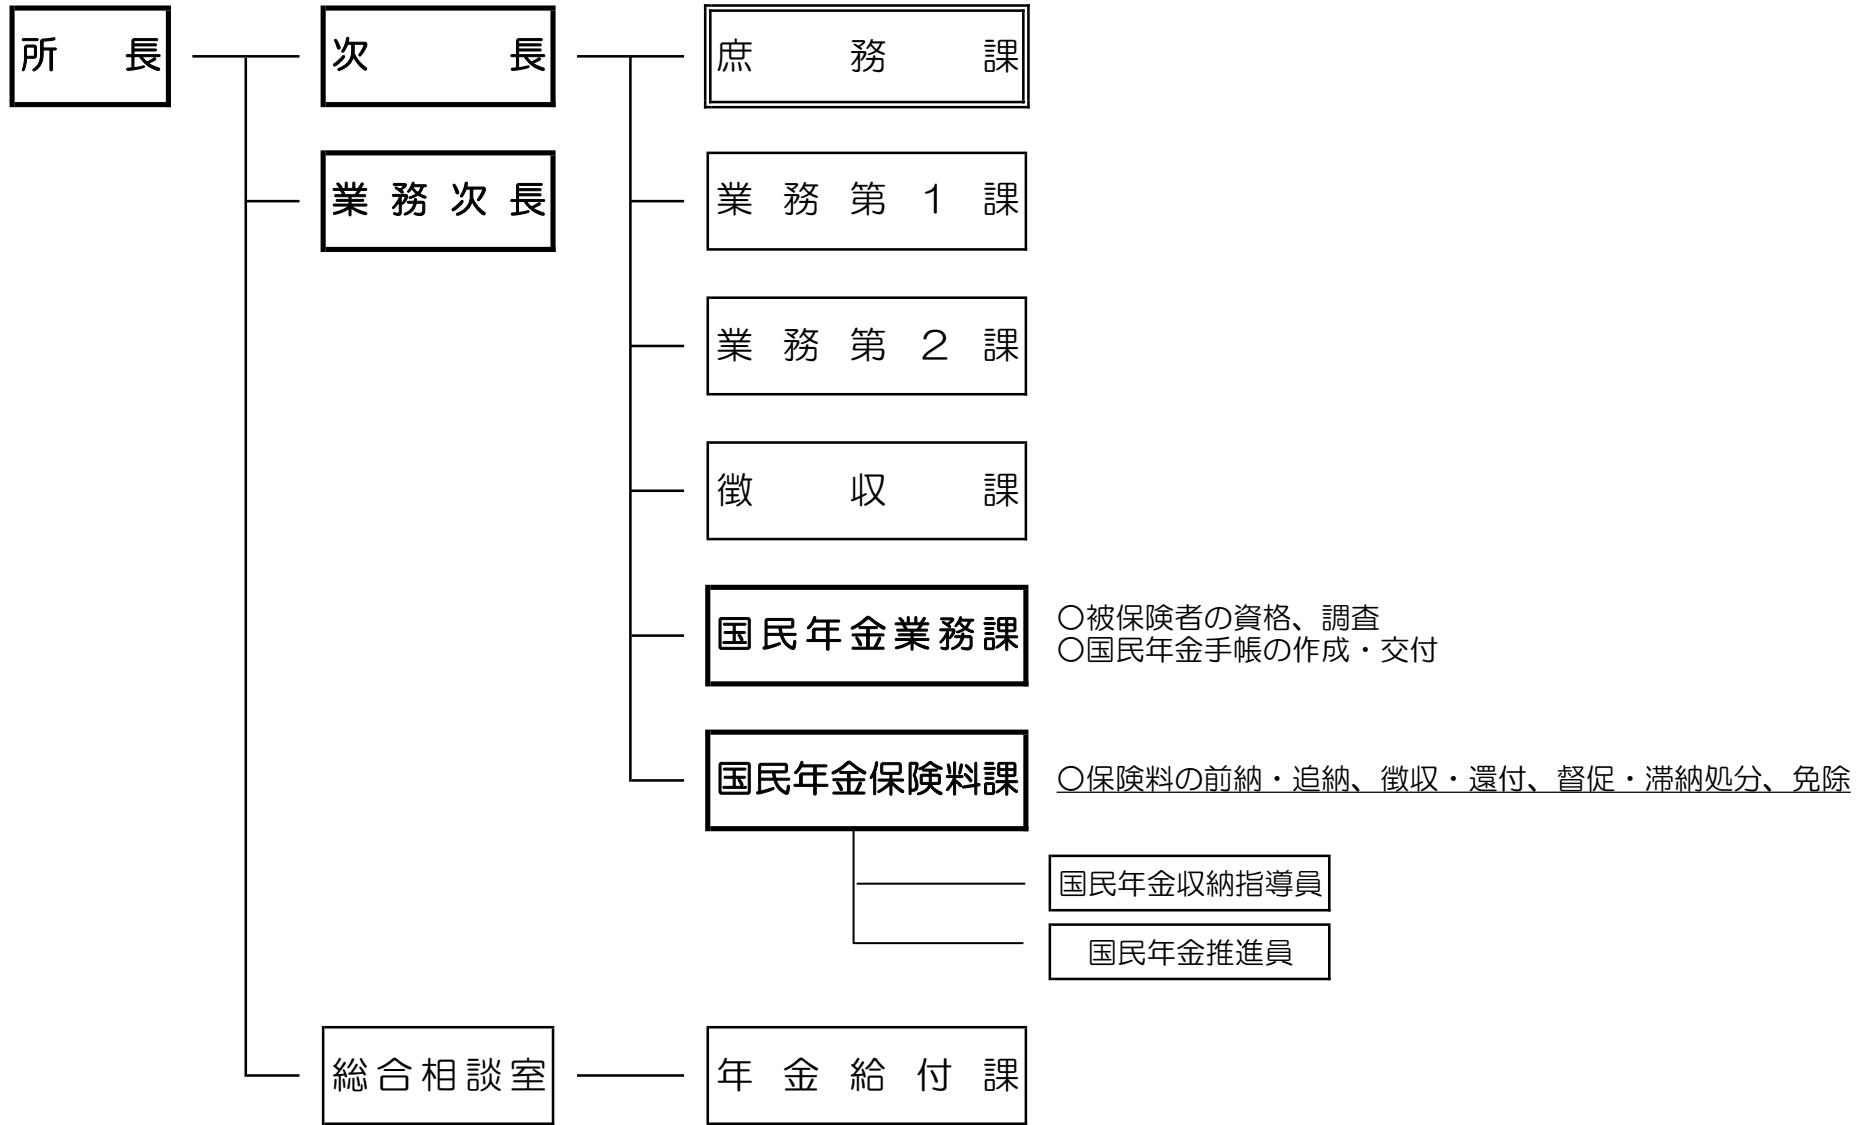 所長
次長
庶務課
業務次長
業務第1課
業務第2課
徴収課
国民年金業務課
○被保険者の資格、調査
○国民年金手帳の作成・交付
国民年金保険料課
○保険料の前納・追納、徴収・還付、督促・滞納処分、免除
国民年金収納指導員
国民年金推進員
総合相談室
年金給付課